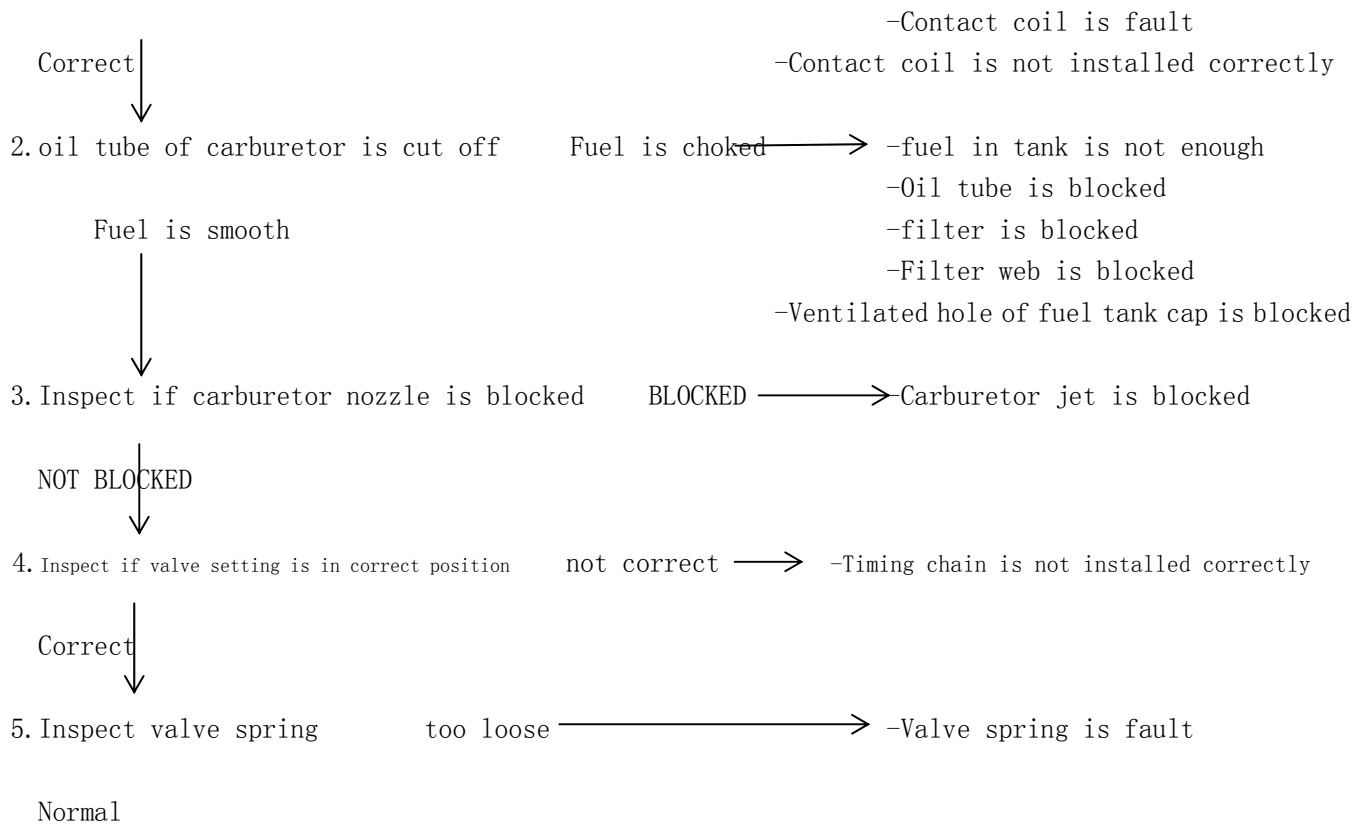 -Contact coil is fault
Correct -Contact coil is not installed correctly
2. oil tube of carburetor is cut off Fuel is choked -fuel in tank is not enough
-Oil tube is blocked
Fuel is smooth -filter is blocked
-Filter web is blocked
-Ventilated hole of fuel tank cap is blocked
3. Inspect if carburetor nozzle is blocked BLOCKED -Carburetor jet is blocked
NOT BLOCKED
4. Inspect if valve setting is in correct position not correct -Timing chain is not installed correctly
Correct
5. Inspect valve spring too loose -Valve spring is fault
Normal